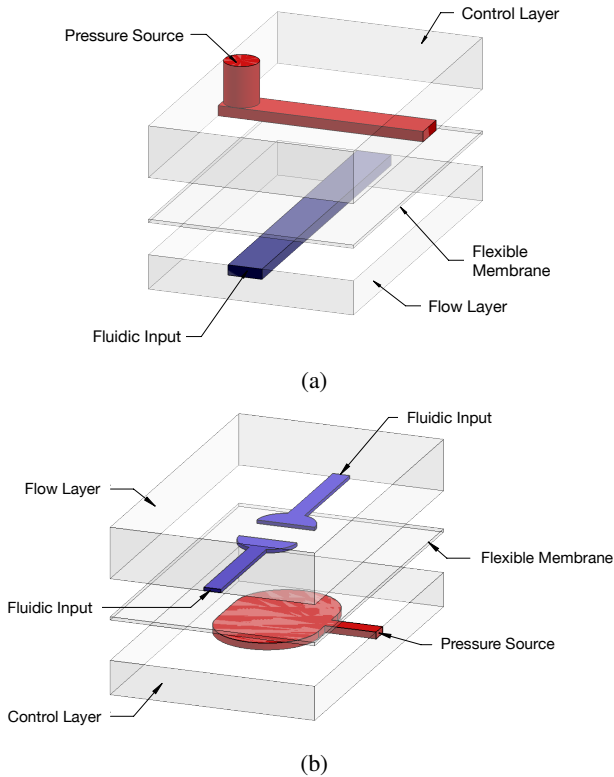 Control Layer
Pressure Source
Flexible
Membrane
Flow Layer
Fluidic Input
(a)
Fluidic Input
Flow Layer
Flexible Membrane
Fluidic Input
Pressure Source
Control Layer
(b)